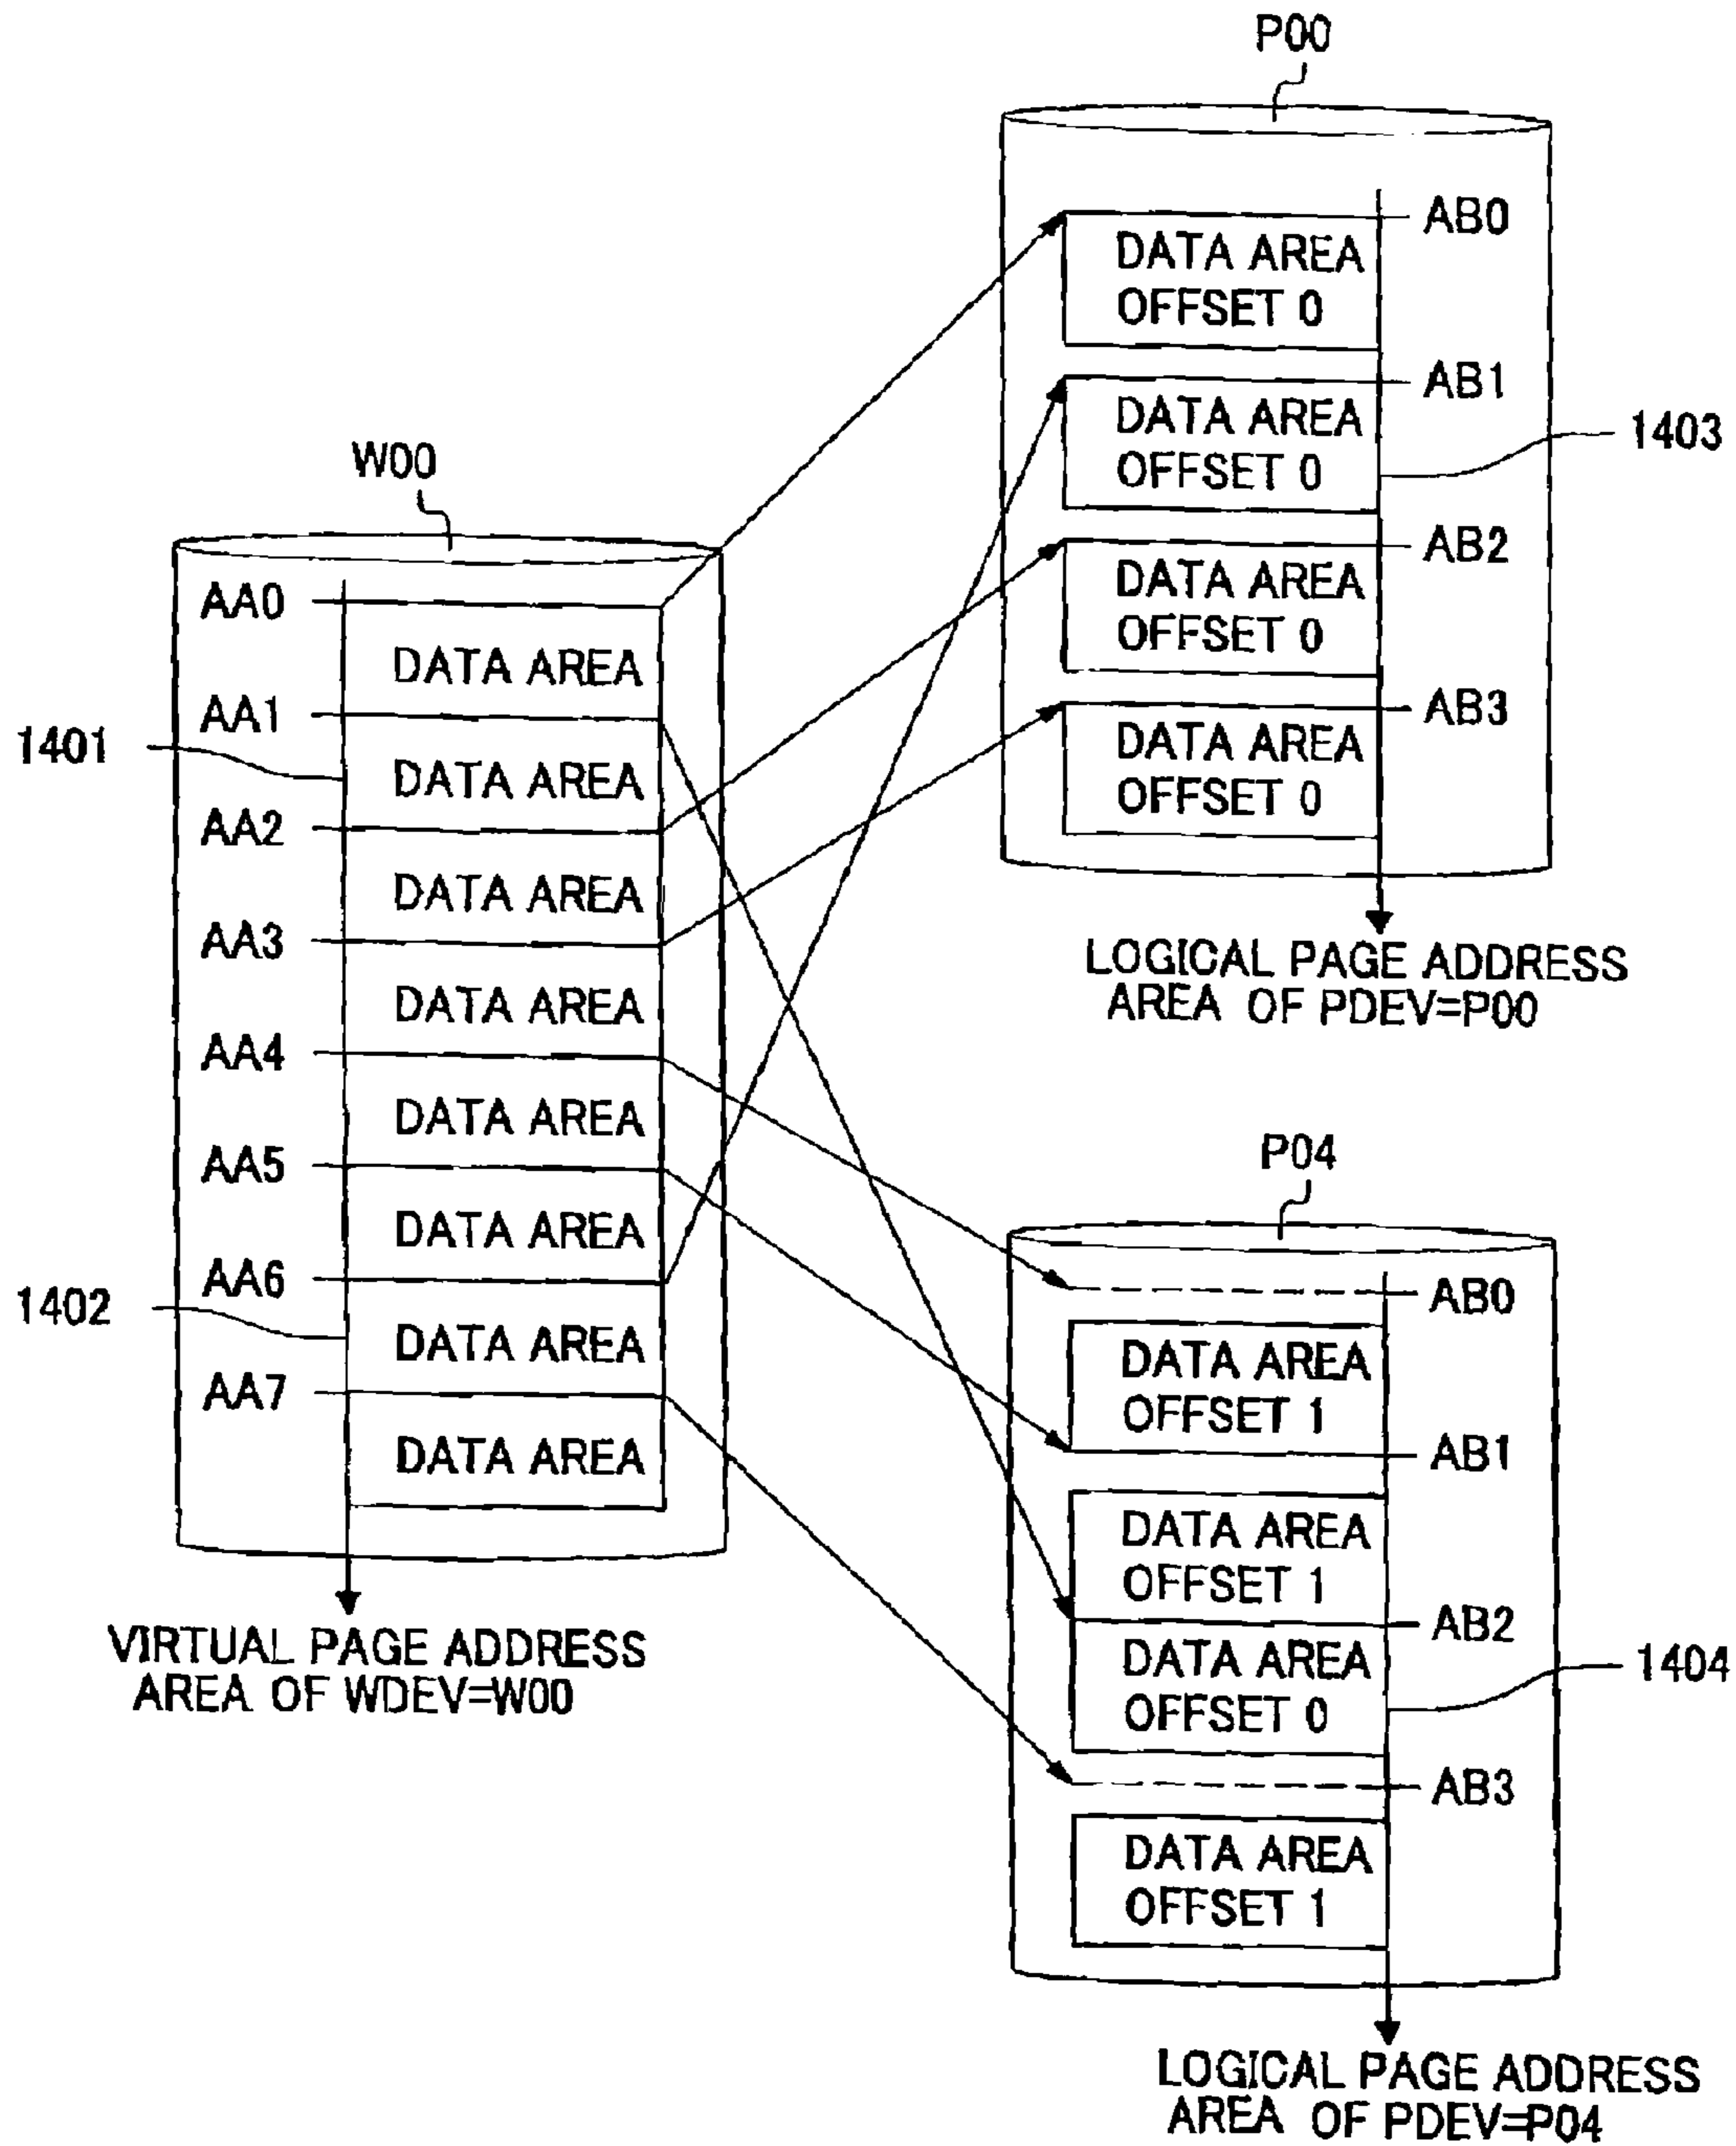 P00
AB0
DATA AREA
OFFSET 0
AB1
DATA AREA
OFFSET 0
1403
AB2
DATA AREA
OFFSET 0
AB3
DATA AREA
OFFSET 0
LOGICAL PAGE ADDRESS
AREA OF PDEV=P00
W00
AA0
DATA AREA
AA1
1401
DATA AREA
AA2
DATA AREA
AA3
DATA AREA
AA4
DATA AREA
AA5
DATA AREA
AA6
1402
DATA AREA
AA7
DATA AREA
VIRTUAL PAGE ADDRESS
AREA OF WDEV=W00
P04
AB0
DATA AREA
OFFSET 1
AB1
DATA AREA
OFFSET 1
AB2
DATA AREA
OFFSET 0
1404
AB3
DATA AREA
OFFSET 1
LOGICAL PAGE ADDRESS
AREA OF PDEV=P04